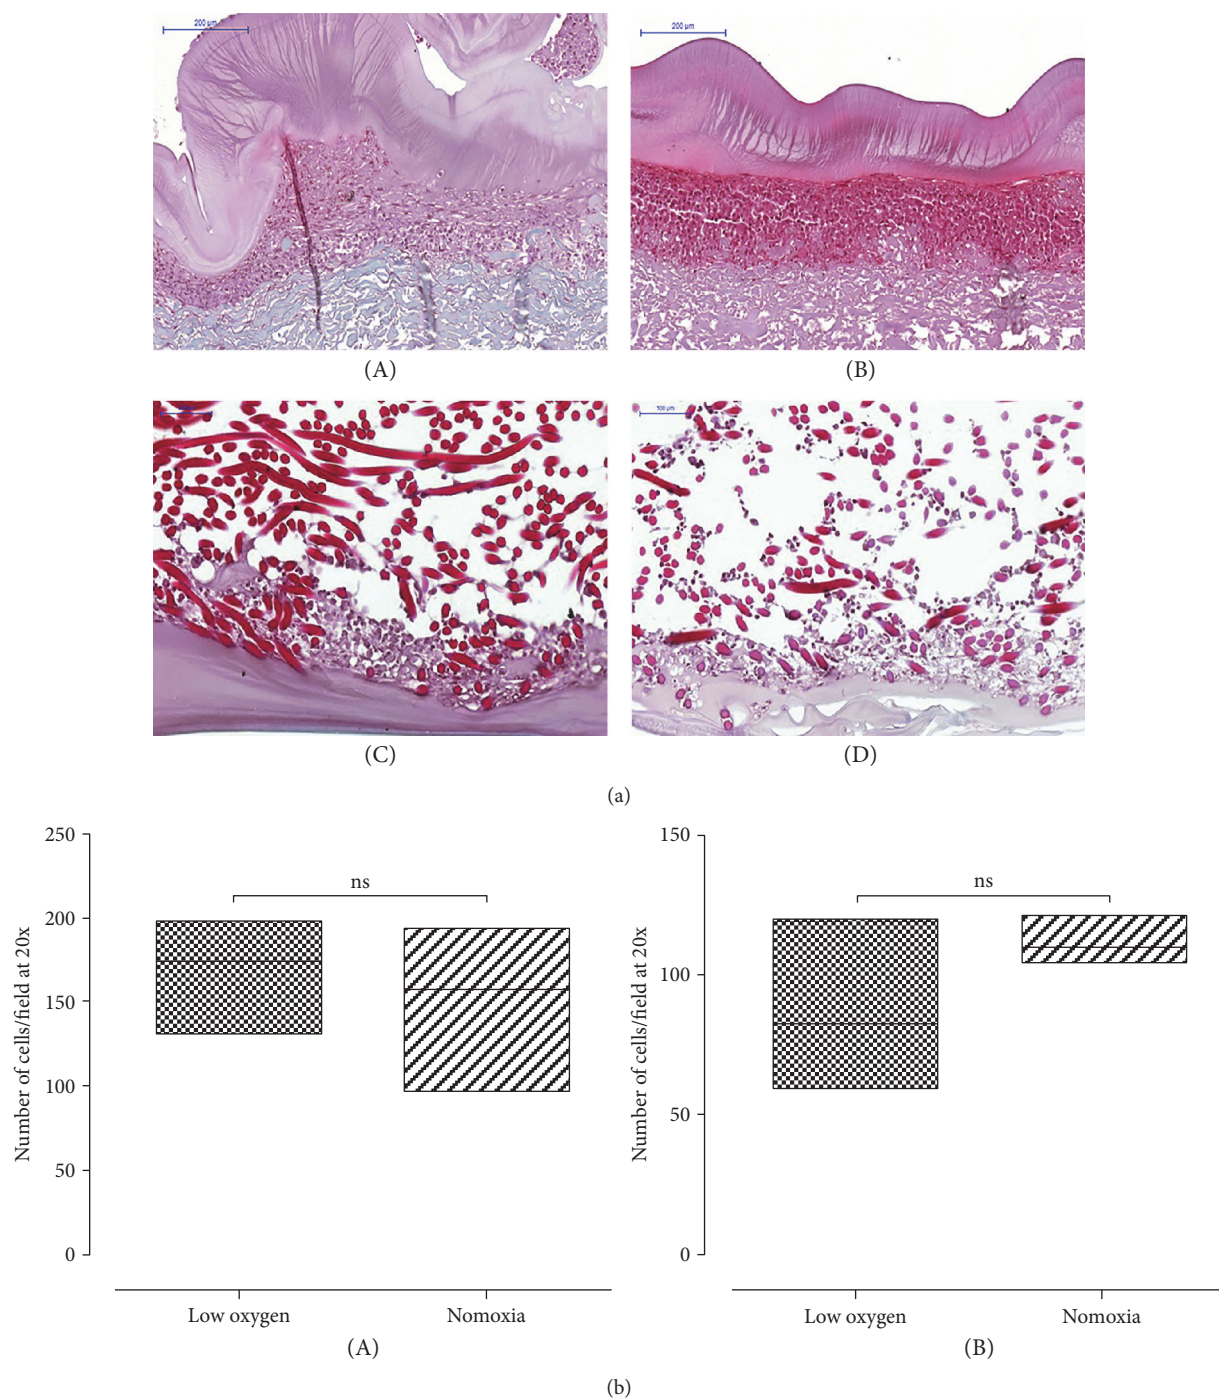 200 µm
200 µm
(A)
(B)
100 µm
(C)
(D)
(a)
250
200
150
100
50
0
Number of cells/field at 20x
ns
Low oxygen
Nomoxia
(A)
150
100
50
0
Number of cells/field at 20x
ns
Low oxygen
Nomoxia
(B)
(b)